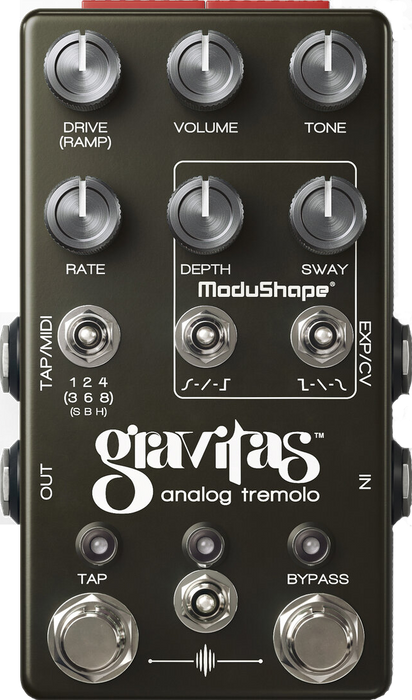 DRIVE VOLUME TONE
(RAMP)
RATE DEPTH SWAY
ModuShape®
TAP/MIDI
EXP/CV
1 2 4
(3 6 8)
(S B H)
gravitas™
analog tremolo
OUT
IN
TAP BYPASS